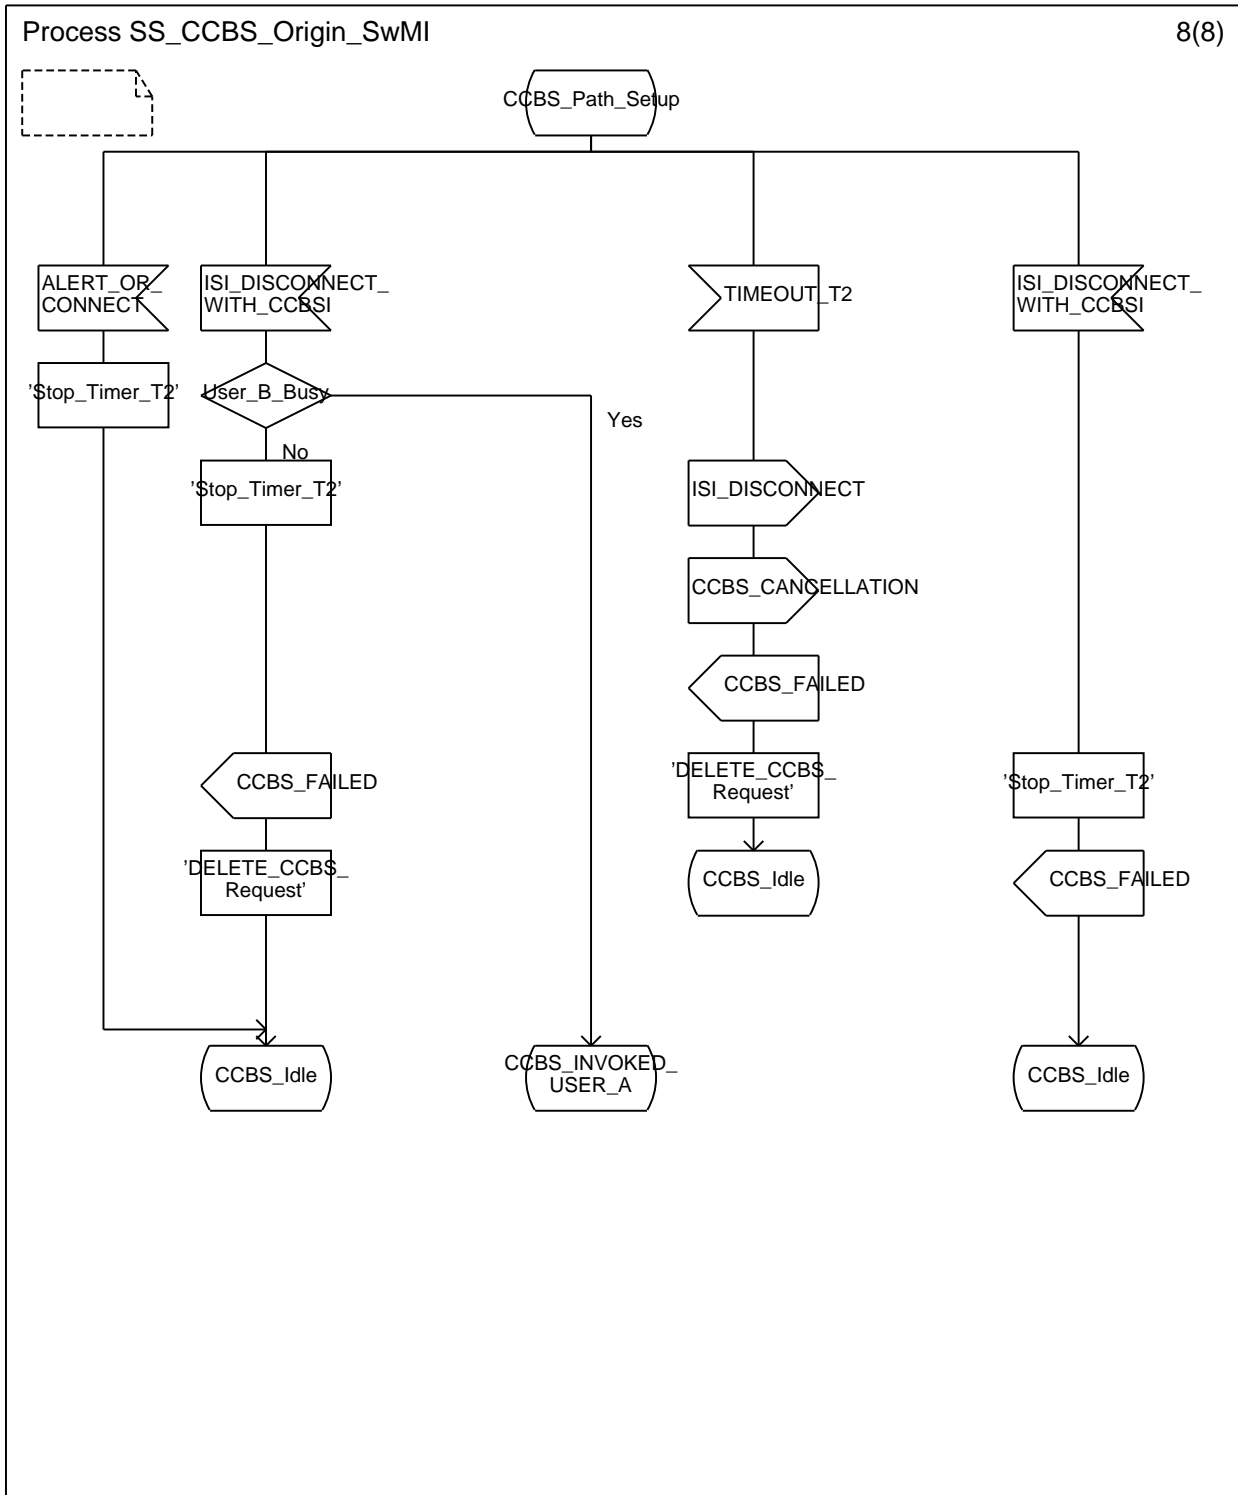 Process SS_CCBS_Origin_SwMI
8(8)
CCBS_Path_Setup
ALERT_OR_
CONNECT
ISI_DISCONNECT_
WITH_CCBSI
TIMEOUT_T2
ISI_DISCONNECT_
WITH_CCBSI
'Stop_Timer_T2'
User_B_Busy
Yes
No
'Stop_Timer_T2'
ISI_DISCONNECT
CCBS_CANCELLATION
CCBS_FAILED
CCBS_FAILED
'DELETE_CCBS_
Request'
'Stop_Timer_T2'
'DELETE_CCBS_
Request'
CCBS_Idle
CCBS_FAILED
CCBS_Idle
CCBS_INVOKED_
USER_A
CCBS_Idle